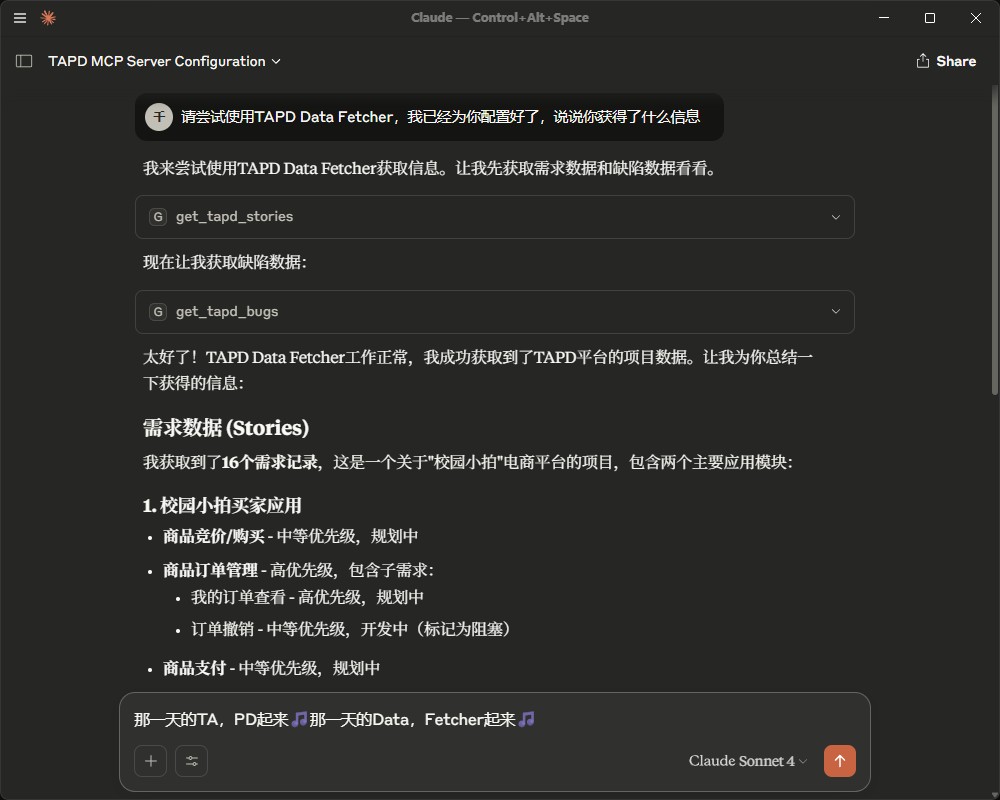 Claude — Control+Alt+Space
TAPD MCP Server Configuration
Share
千
请尝试使用TAPD Data Fetcher，我已经为你配置好了，说说你获得了什么信息
我来尝试使用TAPD Data Fetcher获取信息。让我先获取需求数据和缺陷数据看看。
G get_tapd_stories
现在让我获取缺陷数据：
G get_tapd_bugs
太好了！TAPD Data Fetcher工作正常，我成功获取到了TAPD平台的项目数据。让我为你总结一
下获得的信息：
需求数据 (Stories)
我获取到了16个需求记录，这是一个关于"校园小拍"电商平台的项目，包含两个主要应用模块：
1. 校园小拍买家应用
• 商品竞价/购买 - 中等优先级，规划中
• 商品订单管理 - 高优先级，包含子需求：
• 我的订单查看 - 高优先级，规划中
• 订单撤销 - 中等优先级，开发中（标记为阻塞）
• 商品支付 - 中等优先级，规划中
那一天的TA，PD起来🎵那一天的Data，Fetcher起来🎵
Claude Sonnet 4